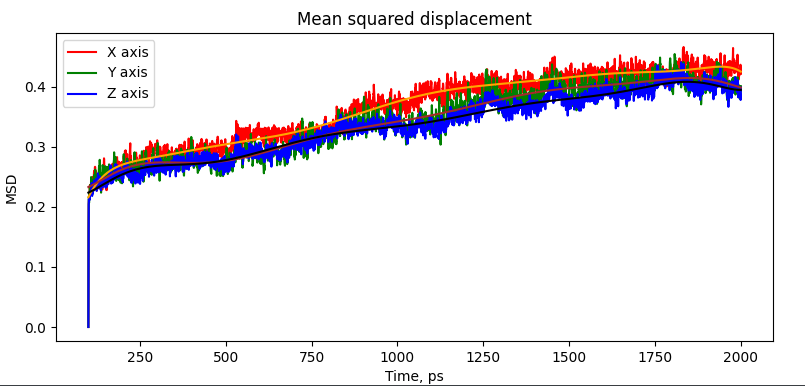 Mean squared displacement
X axis
Y axis
Z axis
MSD
0.4
0.3
0.2
0.1
0.0
250 500 750 1000 1250 1500 1750 2000
Time, ps